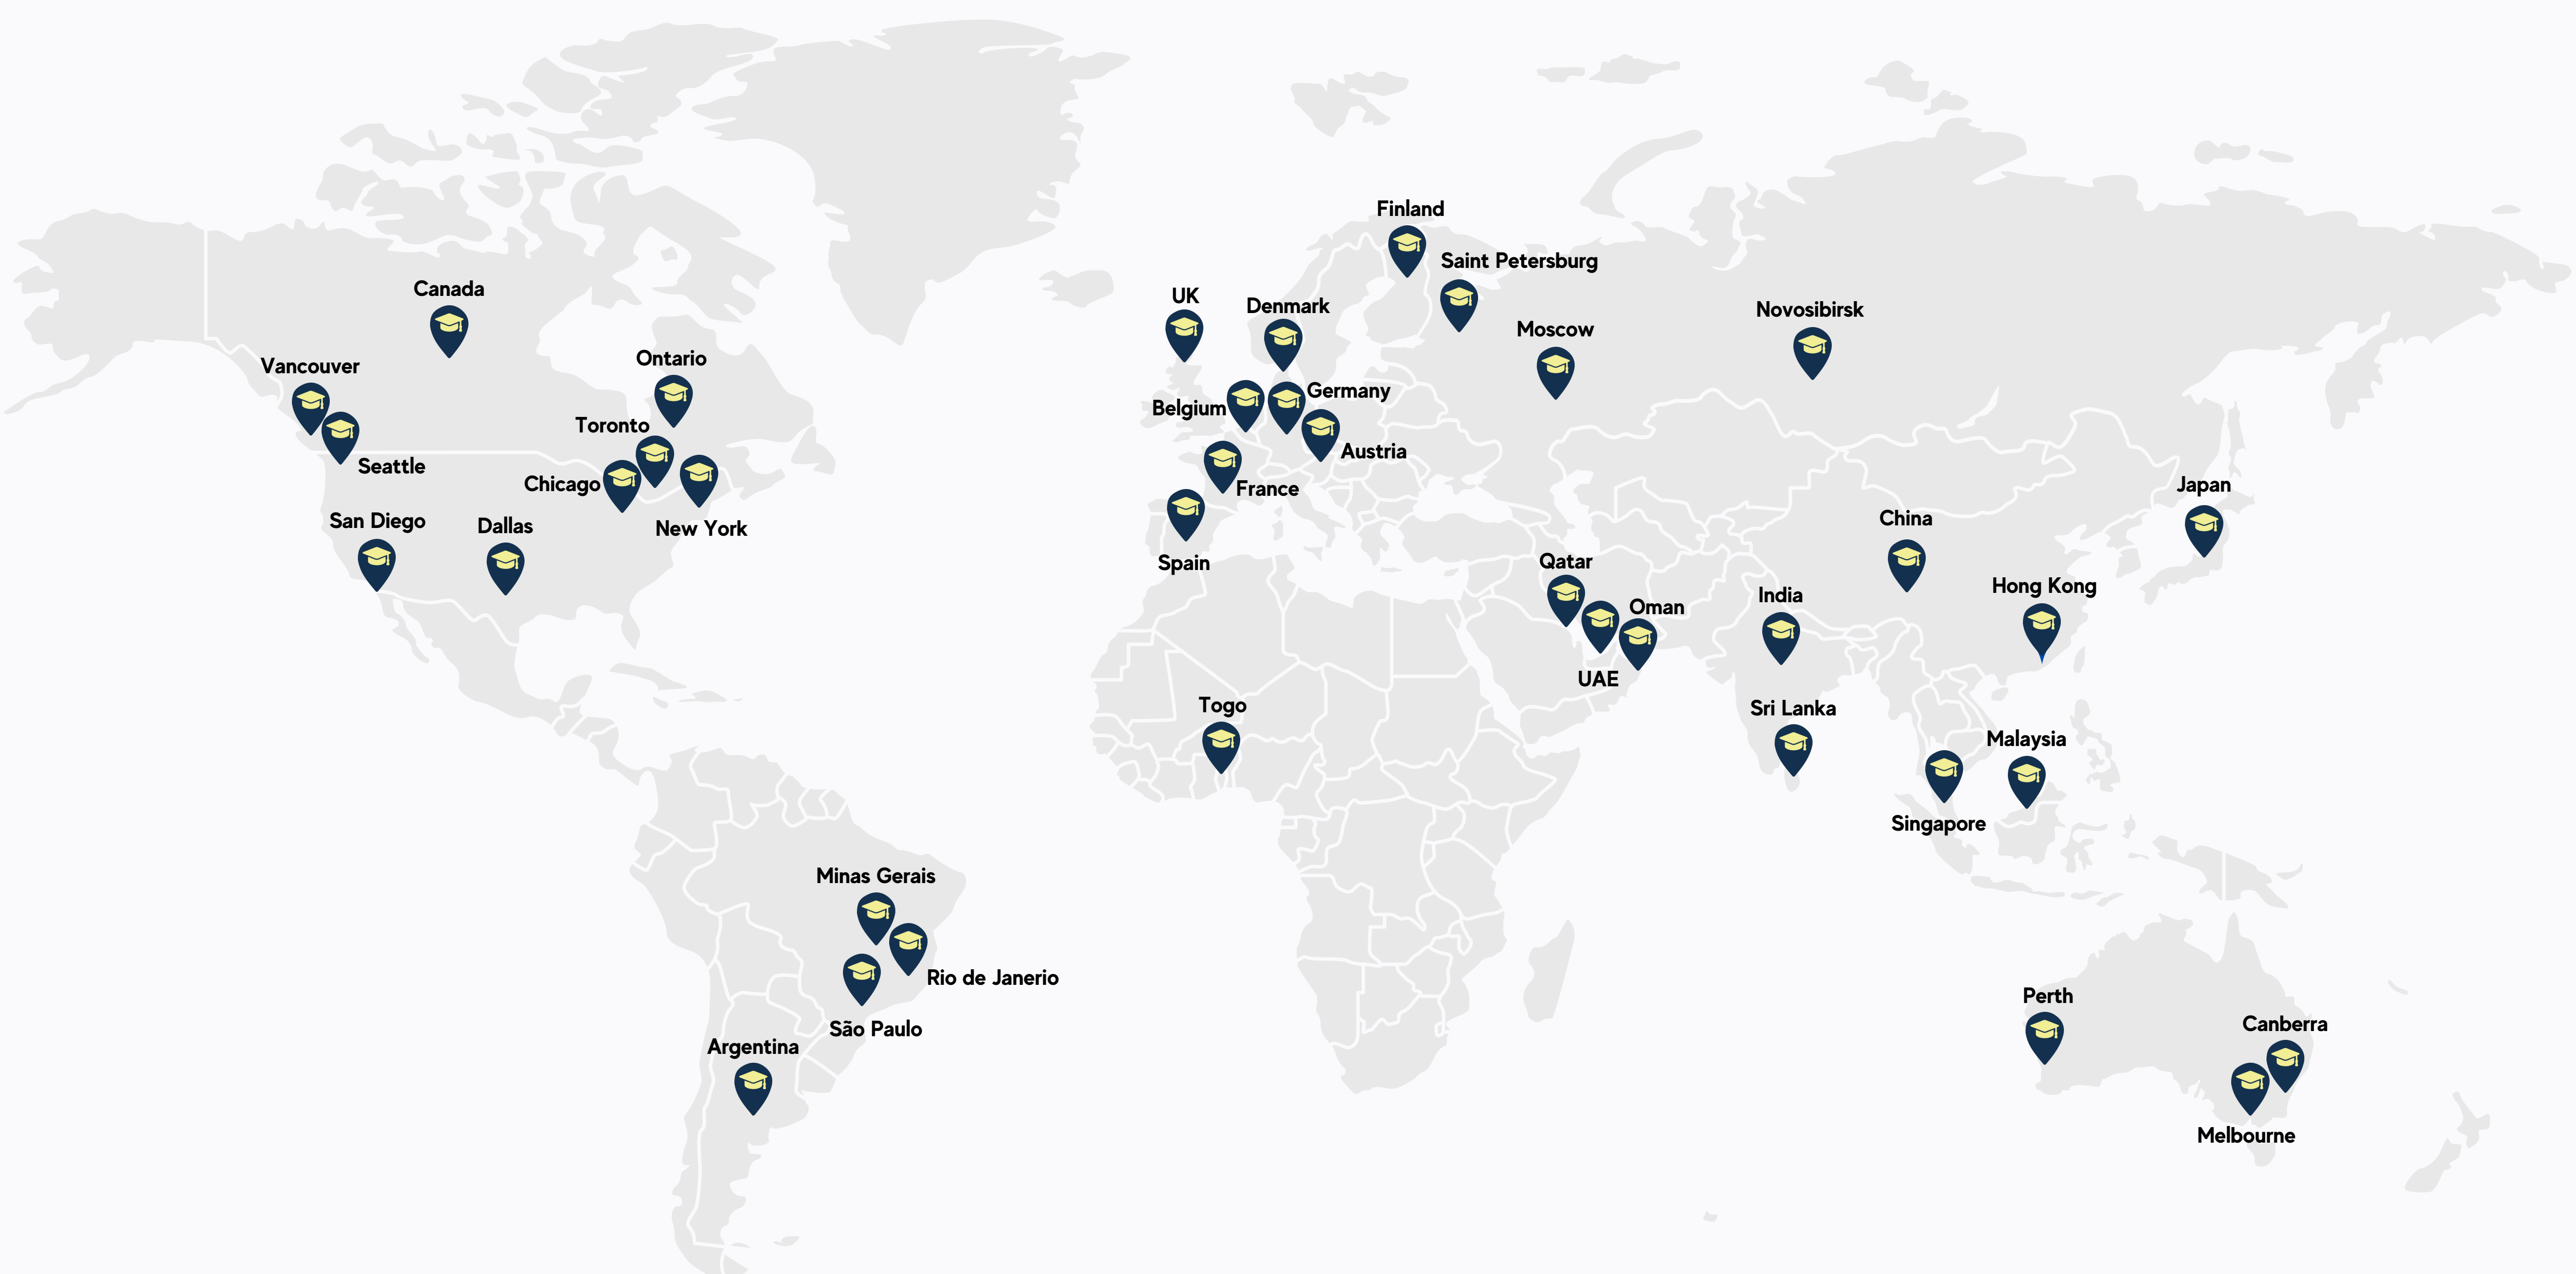 Finland
Saint Petersburg
Canada
UK
Denmark
Novosibirsk
Moscow
Vancouver
Ontario
Germany
Belgium
Toronto
Austria
Seattle
Chicago
France
Japan
San Diego
Dallas
New York
China
Spain
Qatar
Hong Kong
India
Oman
UAE
Togo
Sri Lanka
Malaysia
Singapore
Minas Gerais
Rio de Janerio
Perth
Canberra
São Paulo
Argentina
Melbourne